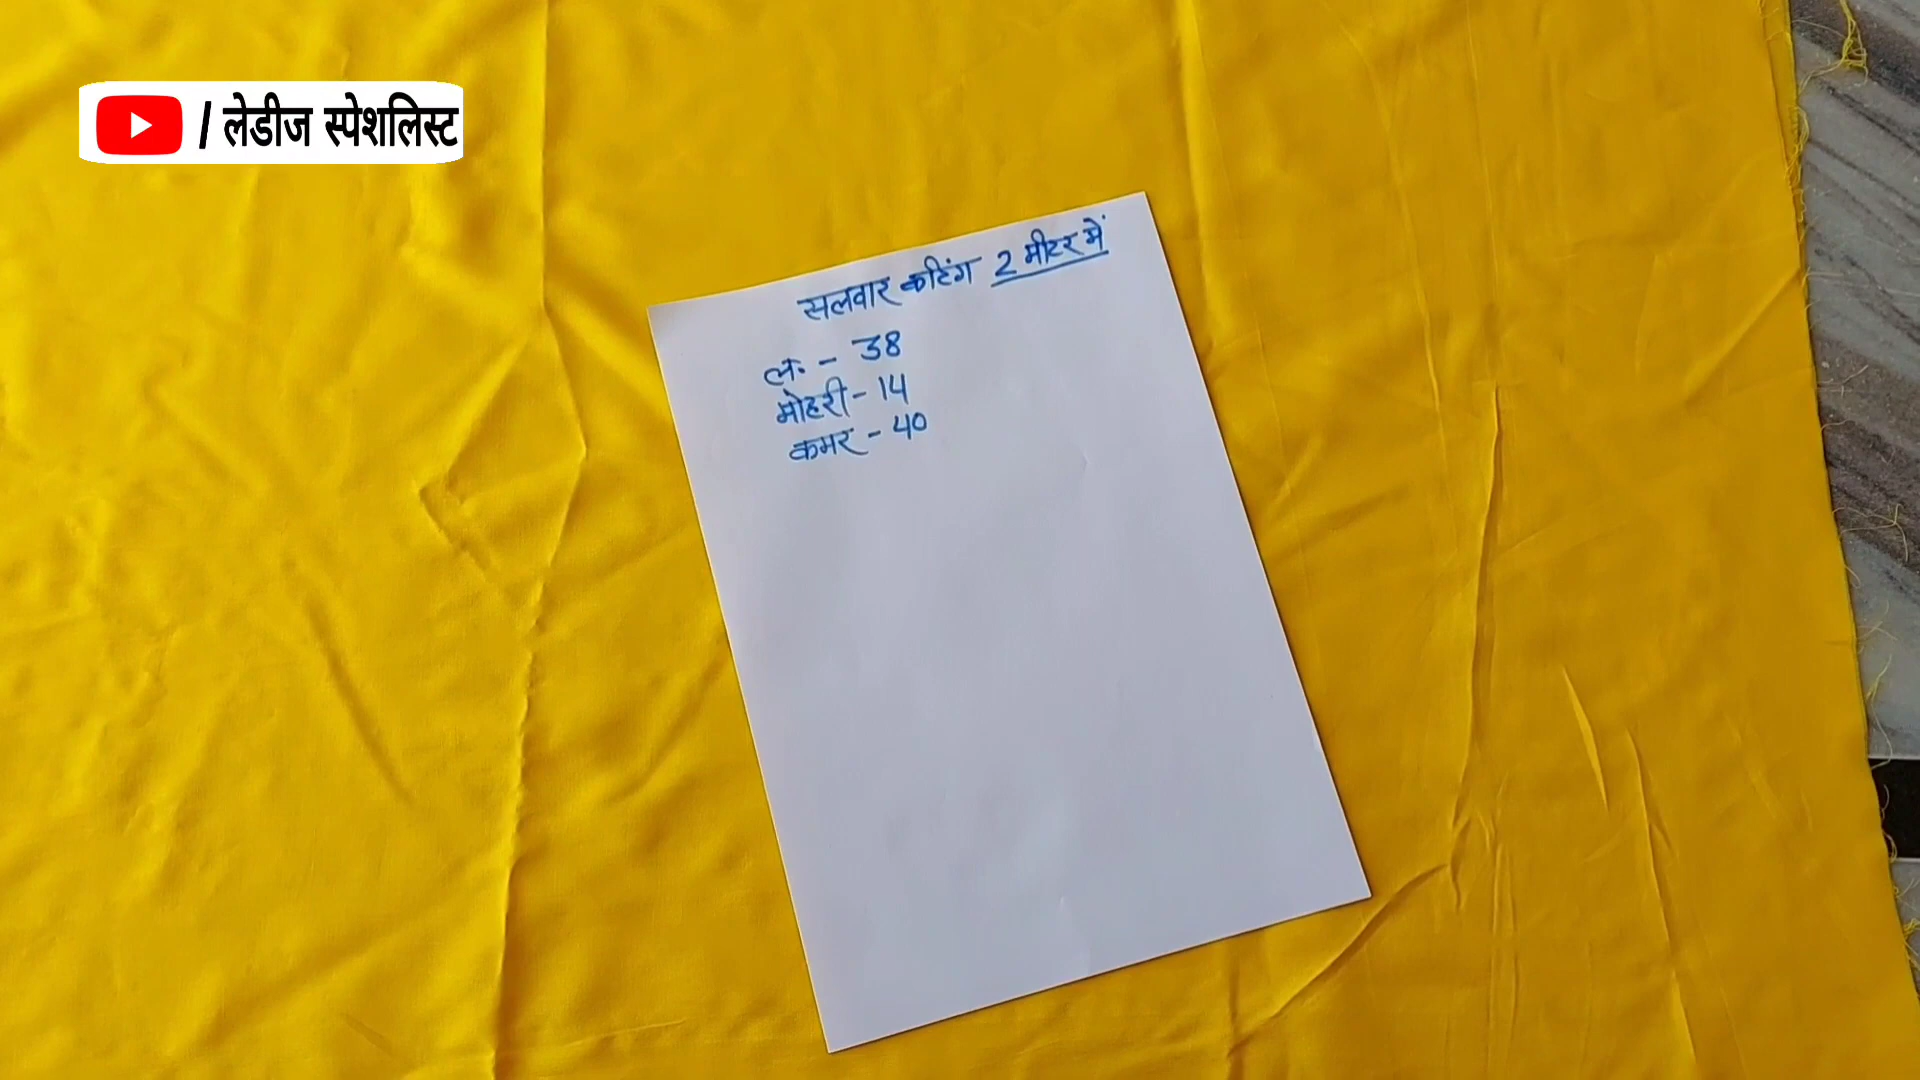 / लेडीज स्पेशलिस्ट
सलवार कटिंग 2 मीटर में
ल. - 38
मोहरी - 14
कमर - 40